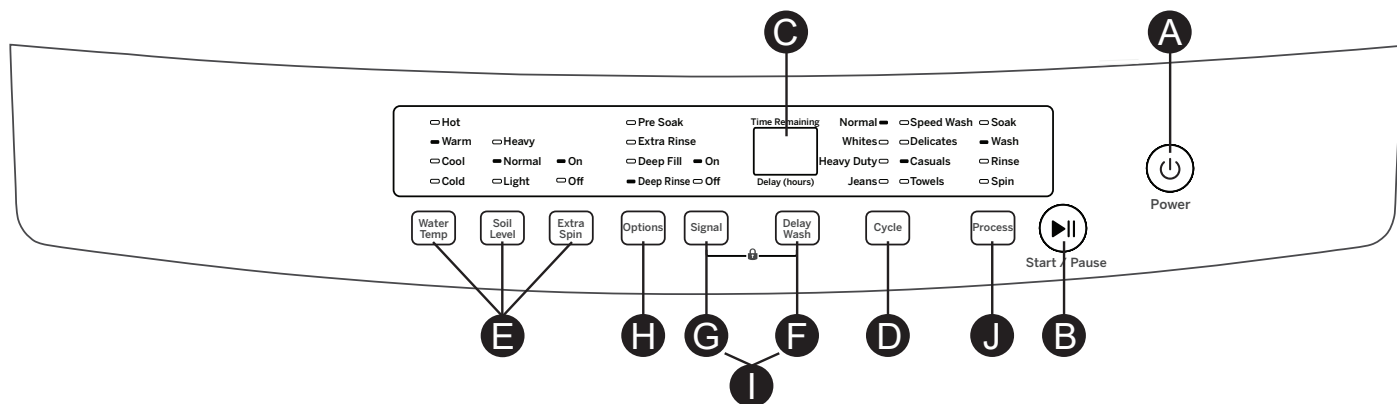 C
A
Hot
Pre Soak
Time Remaining
Normal
Speed Wash
Soak
Warm
Heavy
Extra Rinse
Whites
Delicates
Wash
Cool
Normal
On
Deep Fill
On
Heavy Duty
Casuals
Rinse
Cold
Light
Off
Deep Rinse
Off
Delay (hours)
Jeans
Towels
Spin
Power
Water
Temp
Soil
Level
Extra
Spin
Options
Signal
Delay
Wash
Cycle
Process
Start / Pause
E
H
G
F
D
J
B
I